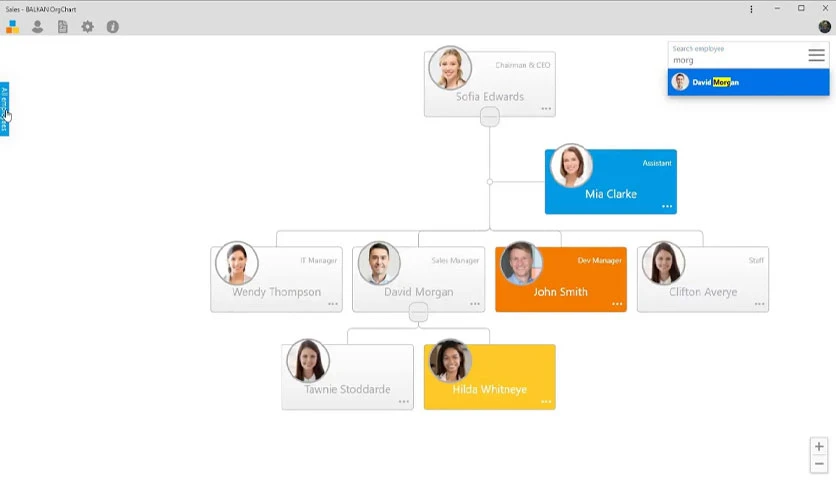 Sales - BALKAN OrgChart
Search employee
morg
David Morgan
All employees
Chairman & CEO
Sofia Edwards
Assistant
Mia Clarke
IT Manager
Wendy Thompson
Sales Manager
David Morgan
Dev Manager
John Smith
Staff
Clifton Averye
Tawnie Stoddarde
Hilda Whitneye